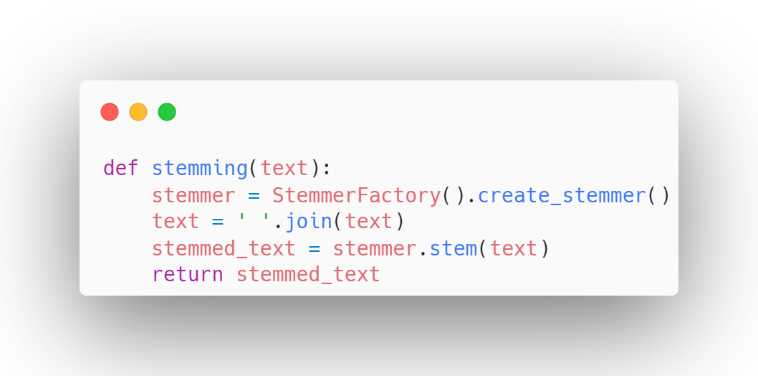 def stemming(text):
    stemmer = StemmerFactory().create_stemmer()
    text = ' '.join(text)
    stemmed_text = stemmer.stem(text)
    return stemmed_text